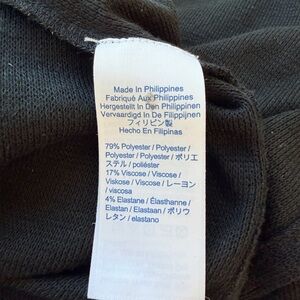 Made In Philippines
Fabriqué Aux Philippines
Hergestellt In Den Philippinen
Vervaardigd In De Filippijnen
フィリピン製
Hecho En Filipinas
79% Polyester / Polyester /
Polyester / Polyester / ポリエ
ステル / poliéster
17% Viscose / Viscose /
Viskose / Viscose / レーヨン
/ viscosa
4% Elastane / Élasthanne /
Elastan / Elastaan / ポリウ
レタン / elastano